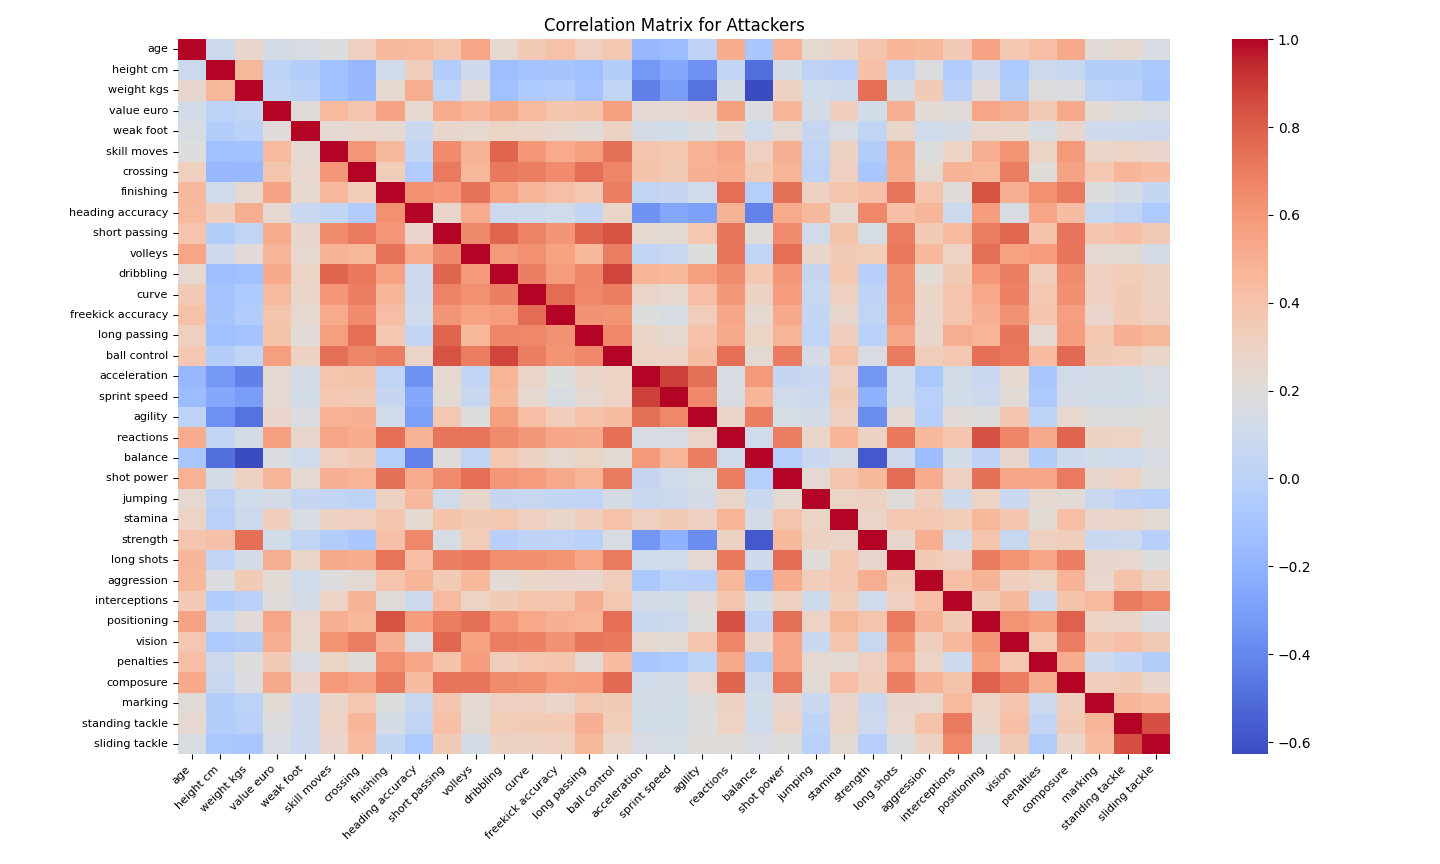 Correlation Matrix for Attackers
age
height cm
weight kgs
value euro
weak foot
skill moves
crossing
finishing
heading accuracy
short passing
volleys
dribbling
curve
freekick accuracy
long passing
ball control
acceleration
sprint speed
agility
reactions
balance
shot power
jumping
stamina
strength
long shots
aggression
interceptions
positioning
vision
penalties
composure
marking
standing tackle
sliding tackle
age
height cm
weight kgs
value euro
weak foot
skill moves
crossing
finishing
heading accuracy
short passing
volleys
dribbling
curve
freekick accuracy
long passing
ball control
acceleration
sprint speed
agility
reactions
balance
shot power
jumping
stamina
strength
long shots
aggression
interceptions
positioning
vision
penalties
composure
marking
standing tackle
sliding tackle
1.0
0.8
0.6
0.4
0.2
0.0
−0.2
−0.4
−0.6